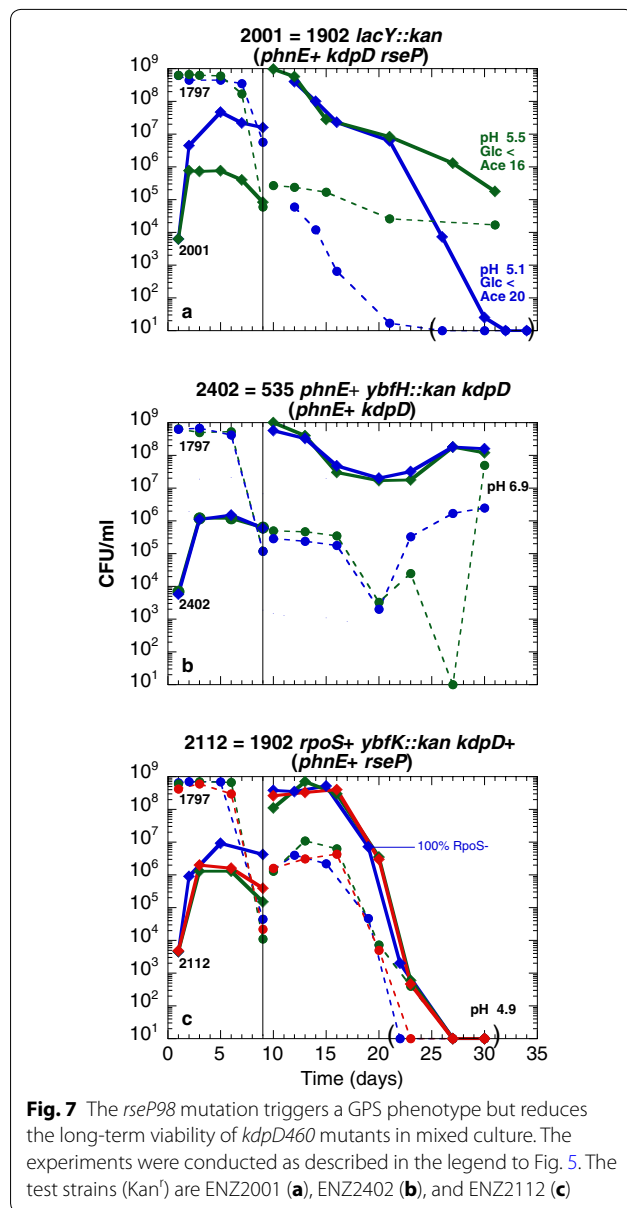 2001 = 1902 lacY::kan
(phnE+ kdpD rseP)
10⁹
10⁸
10⁷
10⁶
10⁵
10⁴
10³
10²
10¹
1797
2001
a
pH 5.5
Glc <
Ace 16
pH 5.1
Glc <
Ace 20
( )
2402 = 535 phnE+ ybfH::kan kdpD
(phnE+ kdpD)
CFU/ml
10⁹
10⁸
10⁷
10⁶
10⁵
10⁴
10³
10²
10¹
1797
2402
b
pH 6.9
2112 = 1902 rpoS+ ybfK::kan kdpD+
(phnE+ rseP)
10⁹
10⁸
10⁷
10⁶
10⁵
10⁴
10³
10²
10¹
1797
2112
c
100% RpoS-
pH 4.9
( )
0 5 10 15 20 25 30 35
Time (days)
Fig. 7 The rseP98 mutation triggers a GPS phenotype but reduces
the long-term viability of kdpD460 mutants in mixed culture. The
experiments were conducted as described in the legend to Fig. 5. The
test strains (Kanʳ) are ENZ2001 (a), ENZ2402 (b), and ENZ2112 (c)